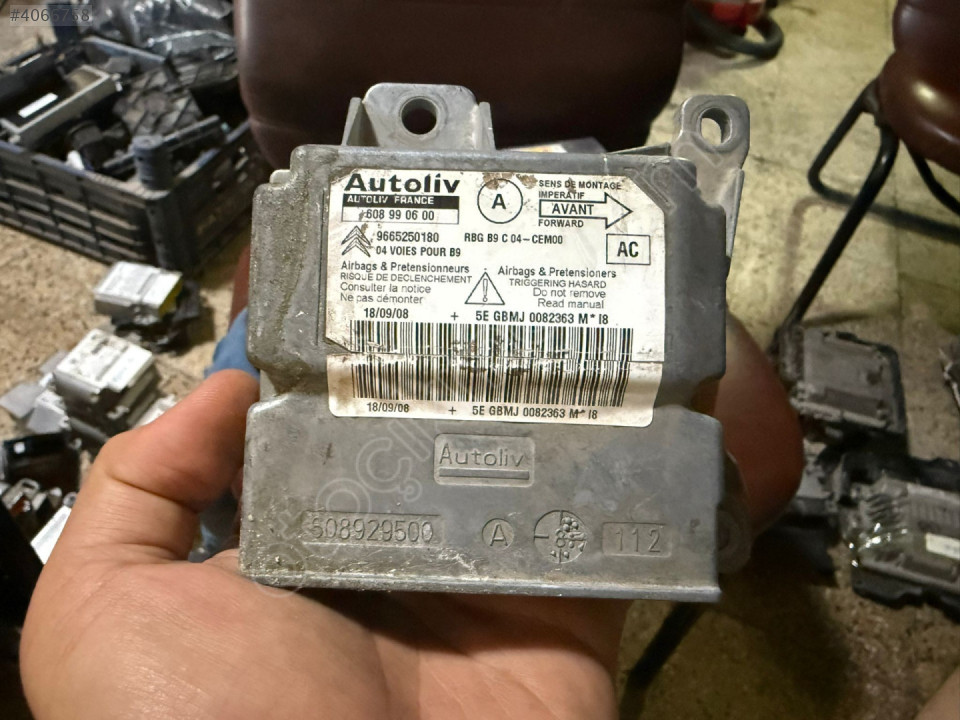 #4065758
Autoliv
AUTOLIV FRANCE
608 99 06 00
A
SENS DE MONTAGE
IMPERATIF
AVANT
FORWARD
9665250180
04 VOIES POUR B9
RBG B9 C 04-CEM00
AC
Airbags & Pretensionneurs
RISQUE DE DECLENCHEMENT
Consulter la notice
Ne pas démonter
Airbags & Pretensioners
TRIGGERING HASARD
Do not remove
Read manual
18/09/08 + 5E GBMJ 0082363 M* I8
18/09/08 + 5E GBMJ 0082363 M* I8
Autoliv
608929500 A 8 112